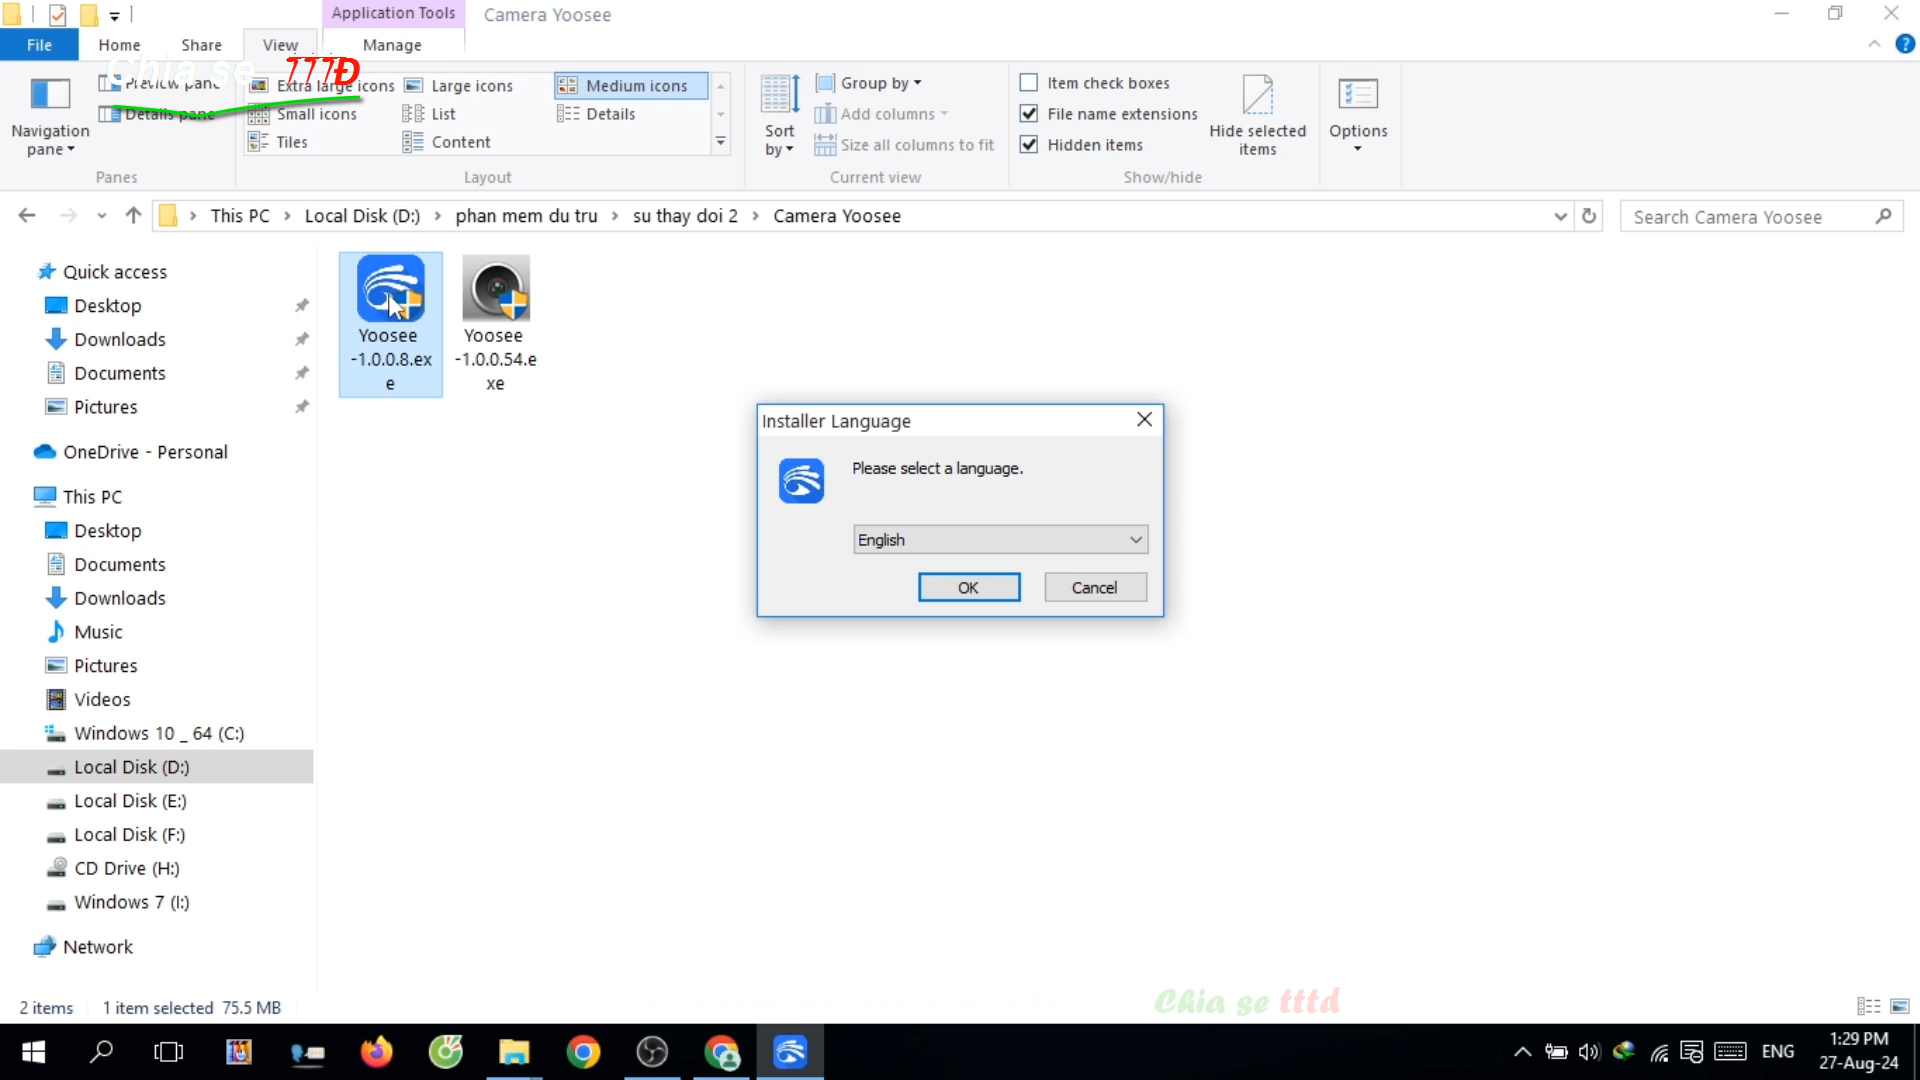 Application Tools
Camera Yoosee
File
Home
Share
View
Manage
Chia se TTTĐ
Preview pane
Details pane
Navigation
pane
Panes
Extra large icons
Large icons
Medium icons
Small icons
List
Details
Tiles
Content
Layout
Sort
by
Group by
Add columns
Size all columns to fit
Current view
Item check boxes
File name extensions
Hidden items
Hide selected
items
Show/hide
Options
This PC
Local Disk (D:)
phan mem du tru
su thay doi 2
Camera Yoosee
Search Camera Yoosee
Quick access
Desktop
Downloads
Documents
Pictures
OneDrive - Personal
This PC
Desktop
Documents
Downloads
Music
Pictures
Videos
Windows 10 _ 64 (C:)
Local Disk (D:)
Local Disk (E:)
Local Disk (F:)
CD Drive (H:)
Windows 7 (I:)
Network
Yoosee
-1.0.0.8.ex
e
Yoosee
-1.0.0.54.e
xe
Installer Language
Please select a language.
English
OK
Cancel
2 items
1 item selected 75.5 MB
Chia se tttd
ENG
1:29 PM
27-Aug-24